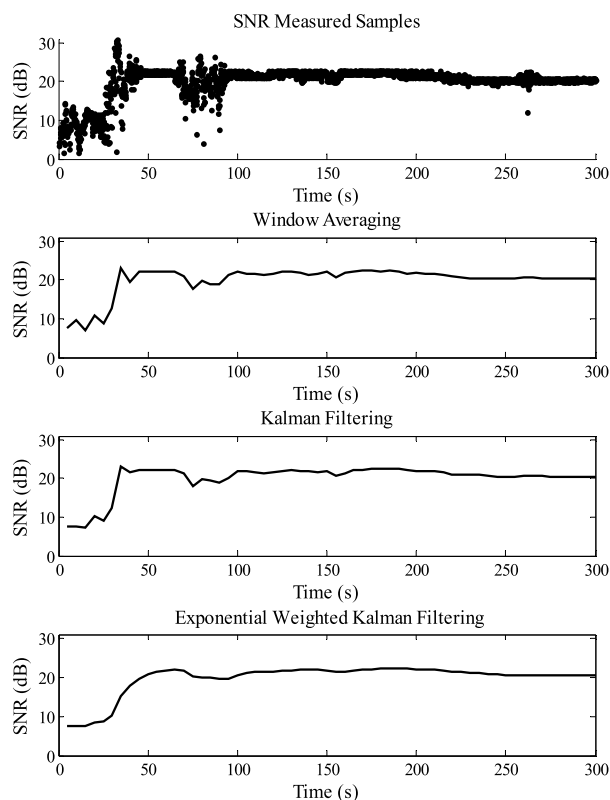 SNR Measured Samples
30
20
10
0
SNR (dB)
0 50 100 150 200 250 300
Time (s)
Window Averaging
30
20
10
0
SNR (dB)
0 50 100 150 200 250 300
Time (s)
Kalman Filtering
30
20
10
0
SNR (dB)
0 50 100 150 200 250 300
Time (s)
Exponential Weighted Kalman Filtering
30
20
10
0
SNR (dB)
0 50 100 150 200 250 300
Time (s)